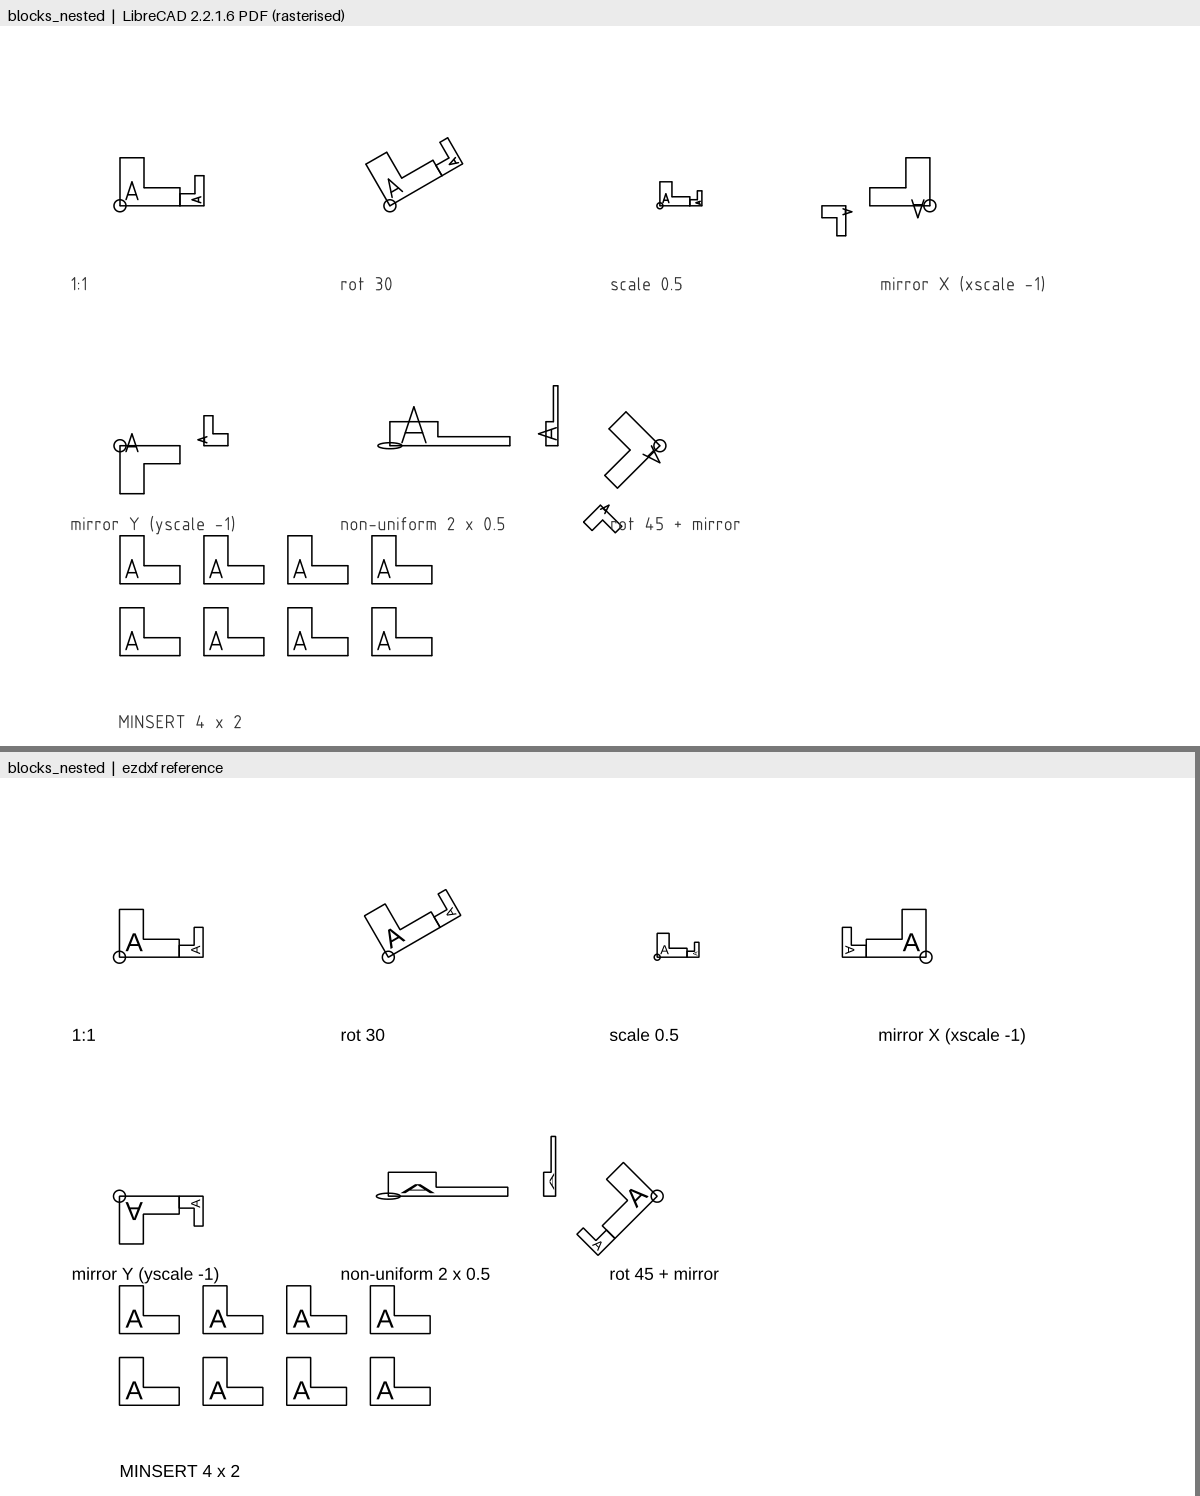 blocks_nested | LibreCAD 2.2.1.6 PDF (rasterised)
A A A A A A A A
1:1 rot 30 scale 0.5 mirror X (xscale -1)
A A A A A A
mirror Y (yscale -1) non-uniform 2 x 0.5 rot 45 + mirror
A A A A
A A A A
MINSERT 4 x 2
blocks_nested | ezdxf reference
A A A A A A A A
1:1 rot 30 scale 0.5 mirror X (xscale -1)
A A A A A A
mirror Y (yscale -1) non-uniform 2 x 0.5 rot 45 + mirror
A A A A
A A A A
MINSERT 4 x 2